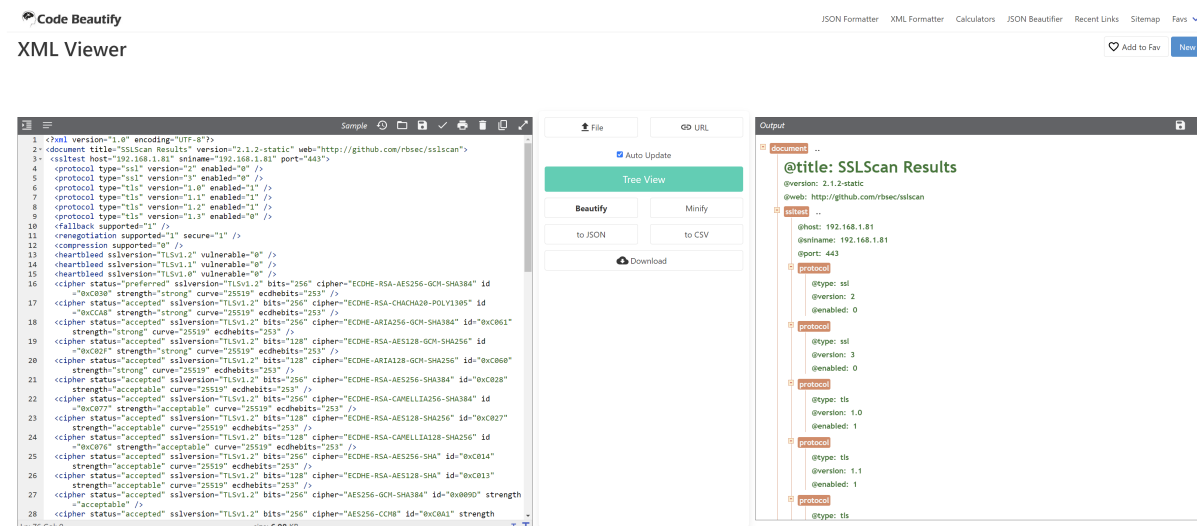 Code Beautify
JSON Formatter XML Formatter Calculators JSON Beautifier Recent Links Sitemap Favs
XML Viewer
Add to Fav New
Sample
File URL
Auto Update
Tree View
Beautify Minify
to JSON to CSV
Download
1 <?xml version="1.0" encoding="UTF-8"?>
2 <document title="SSLScan Results" version="2.1.2-static" web="http://github.com/rbsec/sslscan">
3 <ssltest host="192.168.1.81" sniname="192.168.1.81" port="443">
4 <protocol type="ssl" version="2" enabled="0" />
5 <protocol type="ssl" version="3" enabled="0" />
6 <protocol type="tls" version="1.0" enabled="1" />
7 <protocol type="tls" version="1.1" enabled="1" />
8 <protocol type="tls" version="1.2" enabled="1" />
9 <protocol type="tls" version="1.3" enabled="0" />
10 <fallback supported="1" />
11 <renegotiation supported="1" secure="1" />
12 <compression supported="0" />
13 <heartbleed sslversion="TLSv1.2" vulnerable="0" />
14 <heartbleed sslversion="TLSv1.1" vulnerable="0" />
15 <heartbleed sslversion="TLSv1.0" vulnerable="0" />
16 <cipher status="preferred" sslversion="TLSv1.2" bits="256" cipher="ECDHE-RSA-AES256-GCM-SHA384" id
="0xC030" strength="strong" curve="25519" ecdhebits="253" />
17 <cipher status="accepted" sslversion="TLSv1.2" bits="256" cipher="ECDHE-RSA-CHACHA20-POLY1305" id
="0xCCA8" strength="strong" curve="25519" ecdhebits="253" />
18 <cipher status="accepted" sslversion="TLSv1.2" bits="256" cipher="ECDHE-ARIA256-GCM-SHA384" id="0xC061"
strength="strong" curve="25519" ecdhebits="253" />
19 <cipher status="accepted" sslversion="TLSv1.2" bits="128" cipher="ECDHE-RSA-AES128-GCM-SHA256" id
="0xC02F" strength="strong" curve="25519" ecdhebits="253" />
20 <cipher status="accepted" sslversion="TLSv1.2" bits="128" cipher="ECDHE-ARIA128-GCM-SHA256" id="0xC060"
strength="strong" curve="25519" ecdhebits="253" />
21 <cipher status="accepted" sslversion="TLSv1.2" bits="256" cipher="ECDHE-RSA-AES256-SHA384" id="0xC028"
strength="acceptable" curve="25519" ecdhebits="253" />
22 <cipher status="accepted" sslversion="TLSv1.2" bits="256" cipher="ECDHE-RSA-CAMELLIA256-SHA384" id
="0xC077" strength="acceptable" curve="25519" ecdhebits="253" />
23 <cipher status="accepted" sslversion="TLSv1.2" bits="128" cipher="ECDHE-RSA-AES128-SHA256" id="0xC027"
strength="acceptable" curve="25519" ecdhebits="253" />
24 <cipher status="accepted" sslversion="TLSv1.2" bits="128" cipher="ECDHE-RSA-CAMELLIA128-SHA256" id
="0xC076" strength="acceptable" curve="25519" ecdhebits="253" />
25 <cipher status="accepted" sslversion="TLSv1.2" bits="256" cipher="ECDHE-RSA-AES256-SHA" id="0xC014"
strength="acceptable" curve="25519" ecdhebits="253" />
26 <cipher status="accepted" sslversion="TLSv1.2" bits="128" cipher="ECDHE-RSA-AES128-SHA" id="0xC013"
strength="acceptable" curve="25519" ecdhebits="253" />
27 <cipher status="accepted" sslversion="TLSv1.2" bits="256" cipher="AES256-GCM-SHA384" id="0x009D" strength
="acceptable" />
28 <cipher status="accepted" sslversion="TLSv1.2" bits="256" cipher="AES256-CCM8" id="0xC0A1" strength
Output
document ..
@title: SSLScan Results
@version: 2.1.2-static
@web: http://github.com/rbsec/sslscan
ssltest ..
@host: 192.168.1.81
@sniname: 192.168.1.81
@port: 443
protocol
@type: ssl
@version: 2
@enabled: 0
protocol
@type: ssl
@version: 3
@enabled: 0
protocol
@type: tls
@version: 1.0
@enabled: 1
protocol
@type: tls
@version: 1.1
@enabled: 1
protocol
@type: tls